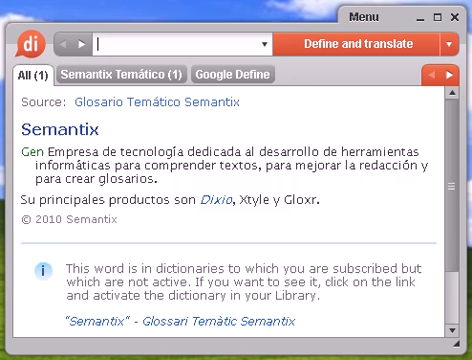 Menu
di
Define and translate
All (1)
Semantix Temático (1)
Google Define
Source: Glosario Temático Semantix
Semantix
Gen Empresa de tecnología dedicada al desarrollo de herramientas
informáticas para comprender textos, para mejorar la redacción y
para crear glosarios.
Su principales productos son Dixio, Xtyle y Gloxr.
© 2010 Semantix
i
This word is in dictionaries to which you are subscribed but
which are not active. If you want to see it, click on the link
and activate the dictionary in your Library.
"Semantix" - Glossari Temàtic Semantix